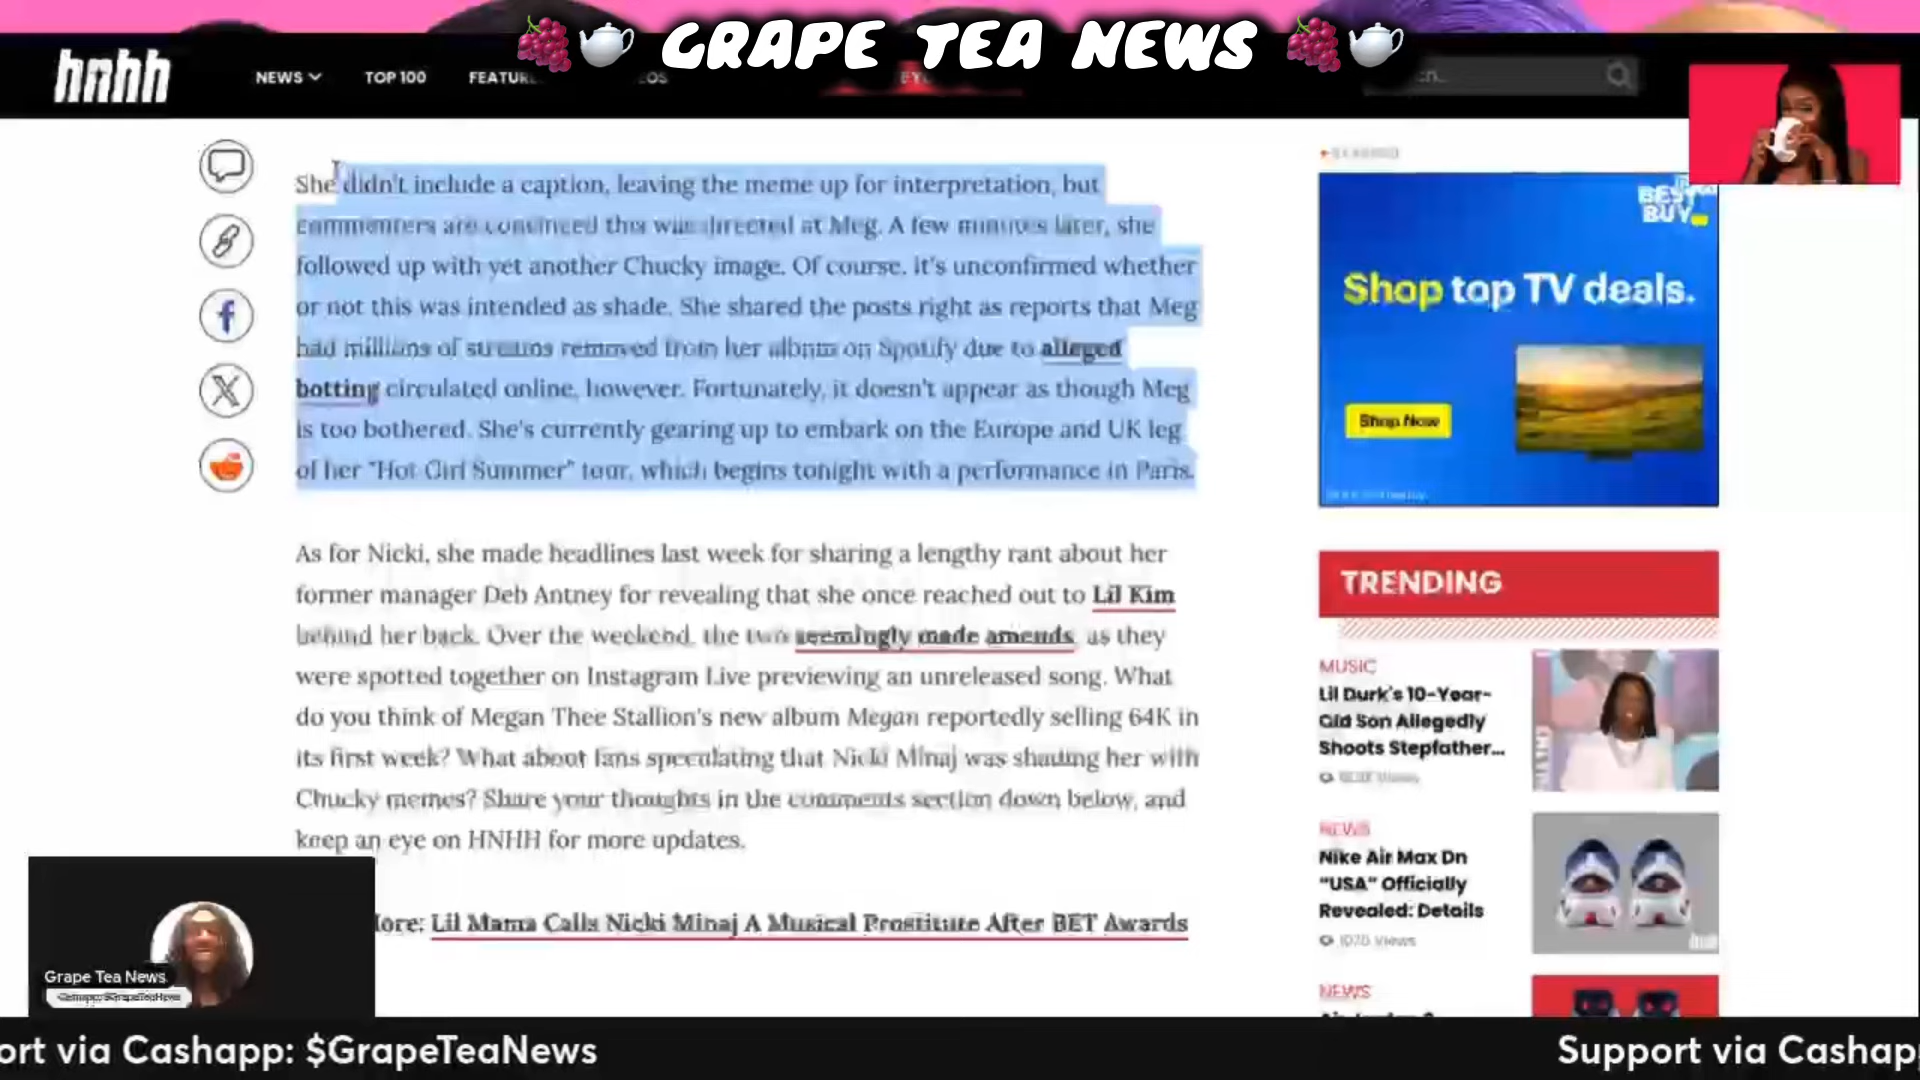 GRAPE TEA NEWS
hnhh
NEWS
TOP 100
FEATUR
She didn't include a caption, leaving the meme up for interpretation, but
commenters are convinced this was directed at Meg. A few minutes later, she
followed up with yet another Chucky image. Of course, it's unconfirmed whether
or not this was intended as shade. She shared the posts right as reports that Meg
had millions of streams removed from her album on Spotify due to alleged
botting circulated online, however. Fortunately, it doesn't appear as though Meg
is too bothered. She's currently gearing up to embark on the Europe and UK leg
of her "Hot Girl Summer" tour, which begins tonight with a performance in Paris.
As for Nicki, she made headlines last week for sharing a lengthy rant about her
former manager Deb Antney for revealing that she once reached out to Lil Kim
behind her back. Over the weekend, the two seemingly made amends, as they
were spotted together on Instagram Live previewing an unreleased song. What
do you think of Megan Thee Stallion's new album Megan reportedly selling 64K in
its first week? What about fans speculating that Nicki Minaj was shading her with
Chucky memes? Share your thoughts in the comments section down below, and
keep an eye on HNHH for more updates.
ore: Lil Mama Calls Nicki Minaj A Musical Prostitute After BET Awards
BEST
BUY
Shop top TV deals.
Shop Now
TRENDING
MUSIC
Lil Durk's 10-Year-
Old Son Allegedly
Shoots Stepfather...
Views
NEWS
Nike Air Max Dn
"USA" Officially
Revealed: Details
1070 Views
NEWS
Grape Tea News
Cashapp:$GrapeTeaNews
ort via Cashapp: $GrapeTeaNews
Support via Cashap